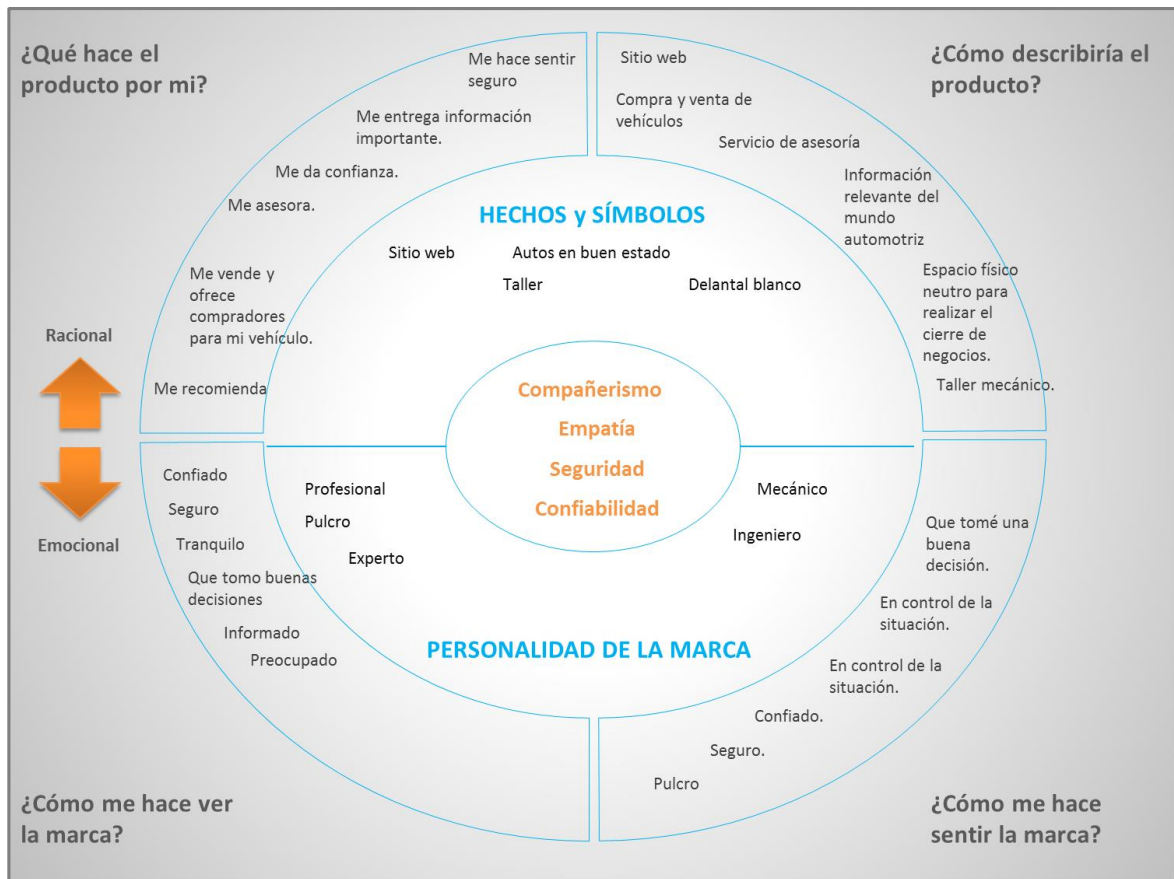 ¿Qué hace el
producto por mi?
Me hace sentir
seguro
Me entrega información
importante.
Me da confianza.
Me asesora.
Me vende y
ofrece
compradores
para mi vehículo.
Me recomienda
¿Cómo describiría el
producto?
Sitio web
Compra y venta de
vehículos
Servicio de asesoría
Información
relevante del
mundo
automotriz
Espacio físico
neutro para
realizar el
cierre de
negocios.
Taller mecánico.
HECHOS y SÍMBOLOS
Sitio web
Autos en buen estado
Taller
Delantal blanco
Racional
Emocional
Compañerismo
Empatía
Seguridad
Confiabilidad
Profesional
Pulcro
Experto
Mecánico
Ingeniero
PERSONALIDAD DE LA MARCA
Confiado
Seguro
Tranquilo
Que tomo buenas
decisiones
Informado
Preocupado
¿Cómo me hace ver
la marca?
Que tomé una
buena
decisión.
En control de la
situación.
En control de la
situación.
Confiado.
Seguro.
Pulcro
¿Cómo me hace
sentir la marca?